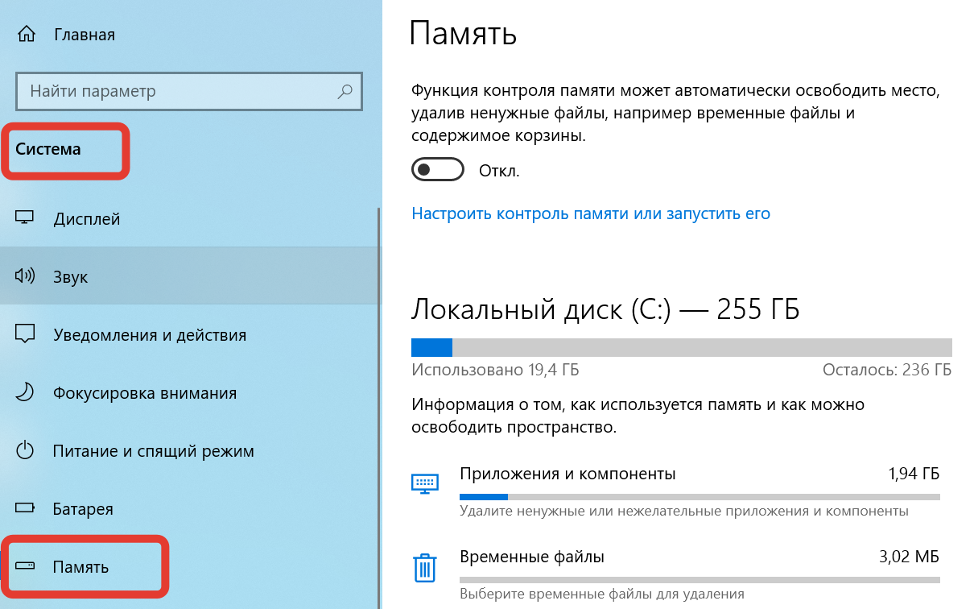 Главная
Найти параметр
Система
Дисплей
Звук
Уведомления и действия
Фокусировка внимания
Питание и спящий режим
Батарея
Память
Память
Функция контроля памяти может автоматически освободить место,
удалив ненужные файлы, например временные файлы и
содержимое корзины.
Откл.
Настроить контроль памяти или запустить его
Локальный диск (C:) — 255 ГБ
Использовано 19,4 ГБ
Осталось: 236 ГБ
Информация о том, как используется память и как можно
освободить пространство.
Приложения и компоненты
1,94 ГБ
Удалите ненужные или нежелательные приложения и компоненты
Временные файлы
3,02 МБ
Выберите временные файлы для удаления